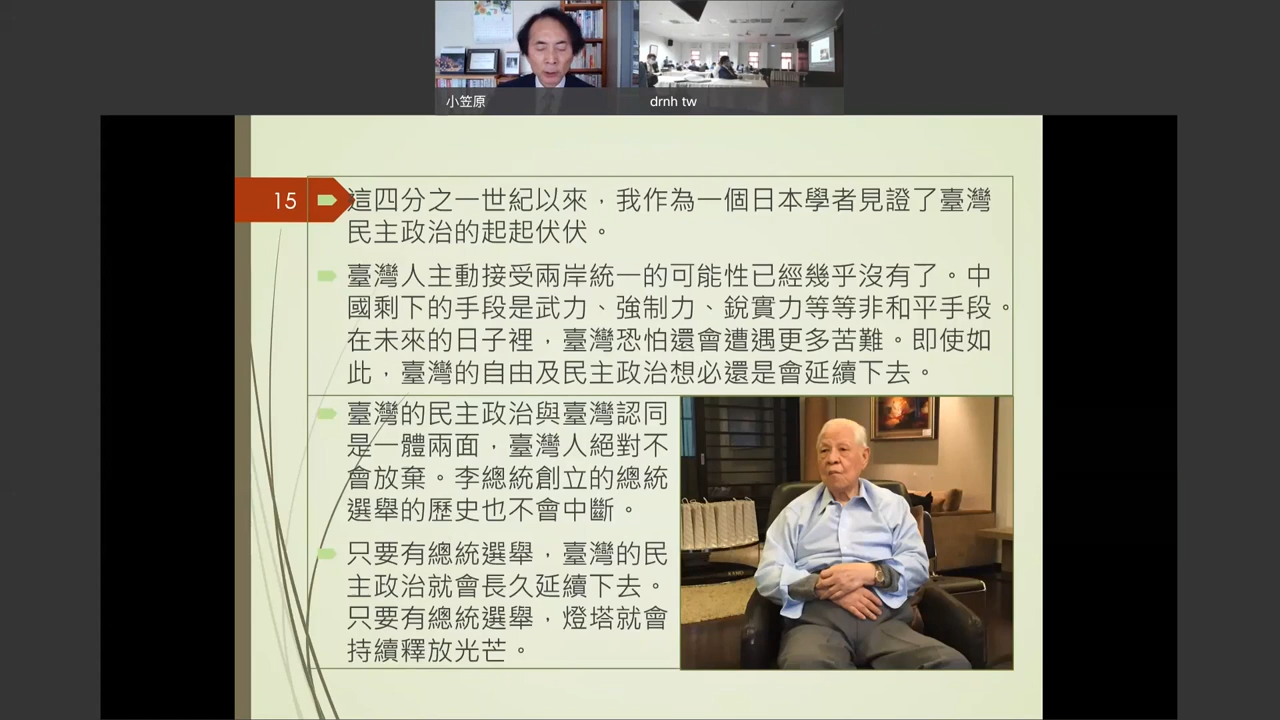 小笠原
drnh tw
15
這四分之一世紀以來，我作為一個日本學者見證了臺灣
民主政治的起起伏伏。
臺灣人主動接受兩岸統一的可能性已經幾乎沒有了。中
國剩下的手段是武力、強制力、銳實力等等非和平手段。
在未來的日子裡，臺灣恐怕還會遭遇更多苦難。即使如
此，臺灣的自由及民主政治想必還是會延續下去。
臺灣的民主政治與臺灣認同
是一體兩面，臺灣人絕對不
會放棄。李總統創立的總統
選舉的歷史也不會中斷。
只要有總統選舉，臺灣的民
主政治就會長久延續下去。
只要有總統選舉，燈塔就會
持續釋放光芒。